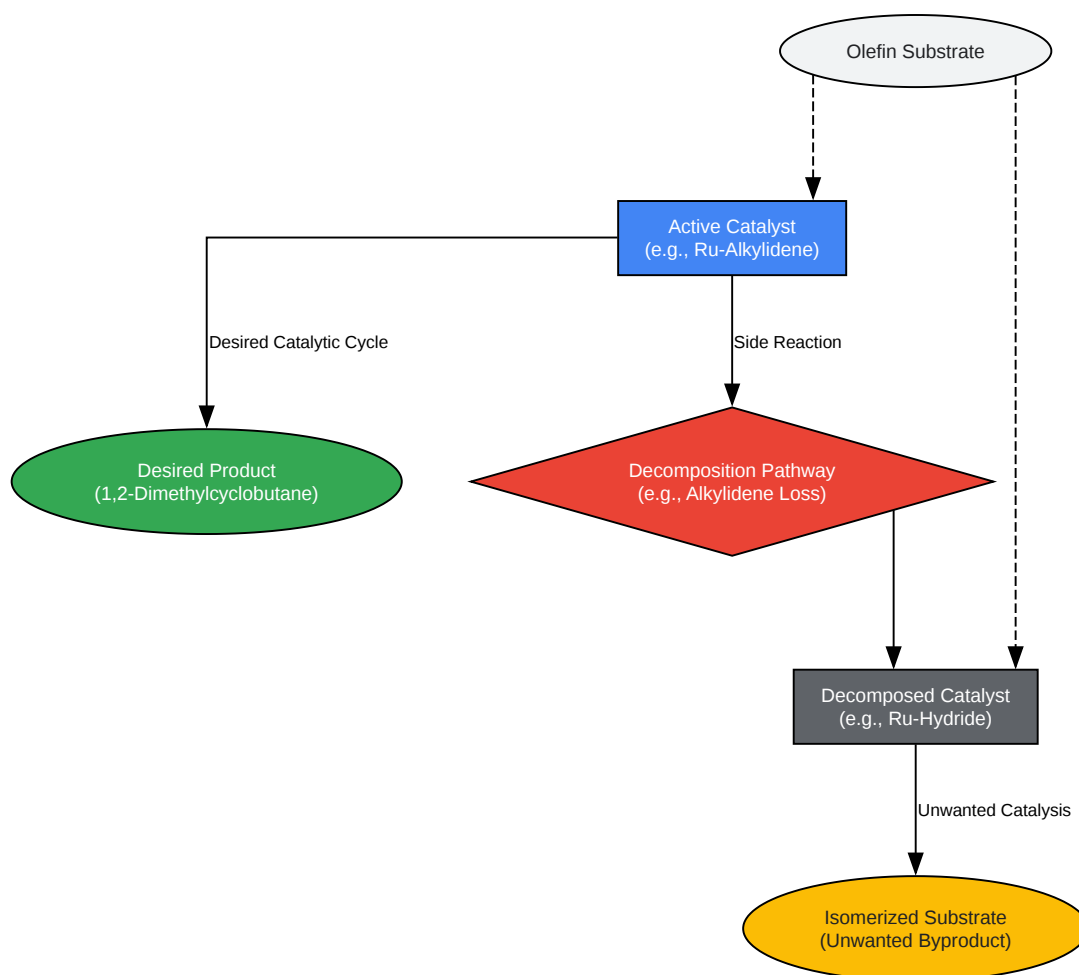 Olefin Substrate
Active Catalyst
(e.g., Ru-Alkylidene)
Desired Catalytic Cycle
Side Reaction
Desired Product
(1,2-Dimethylcyclobutane)
Decomposition Pathway
(e.g., Alkylidene Loss)
Decomposed Catalyst
(e.g., Ru-Hydride)
Unwanted Catalysis
Isomerized Substrate
(Unwanted Byproduct)